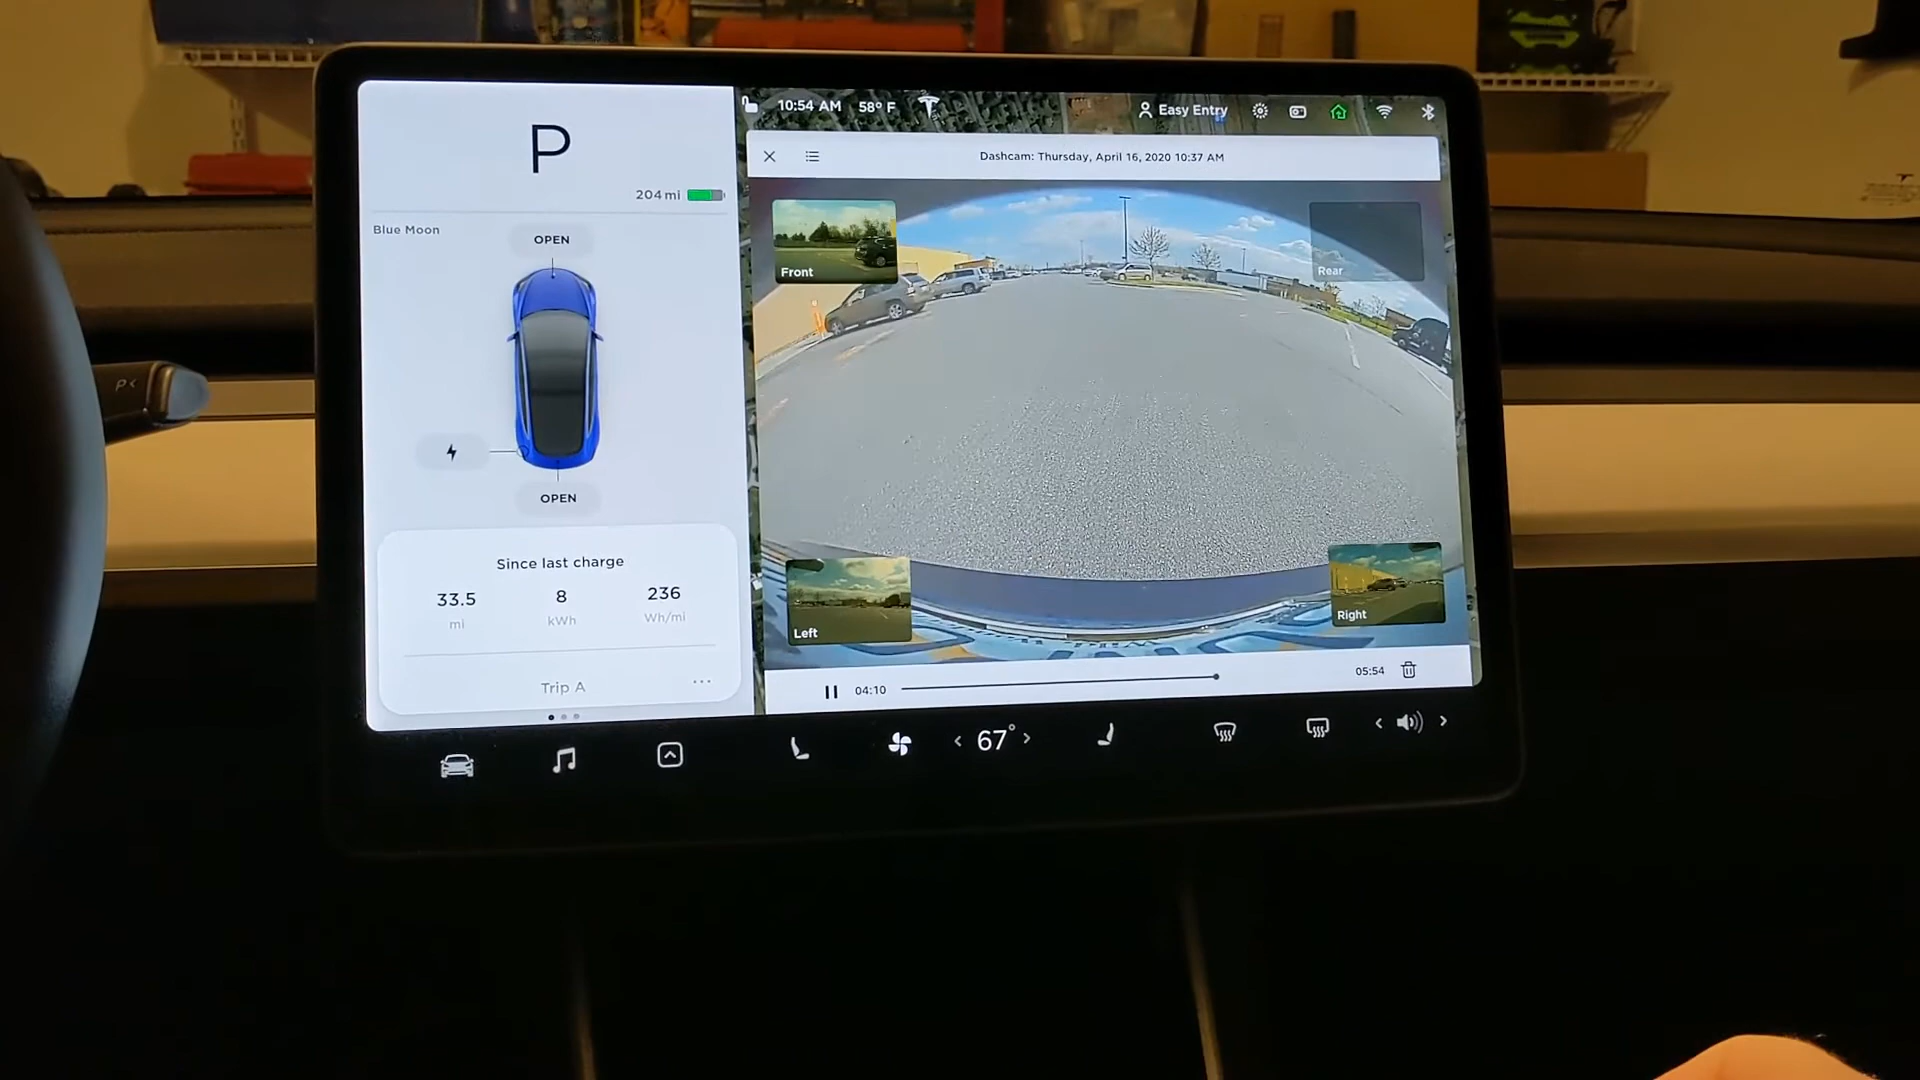 P
204 mi
Blue Moon
OPEN
OPEN
Since last charge
33.5
8
236
mi
kWh
Wh/mi
Trip A
10:54 AM
58° F
Easy Entry
Dashcam: Thursday, April 16, 2020 10:37 AM
Front
Rear
Left
Right
04:10
05:54
67°
P<